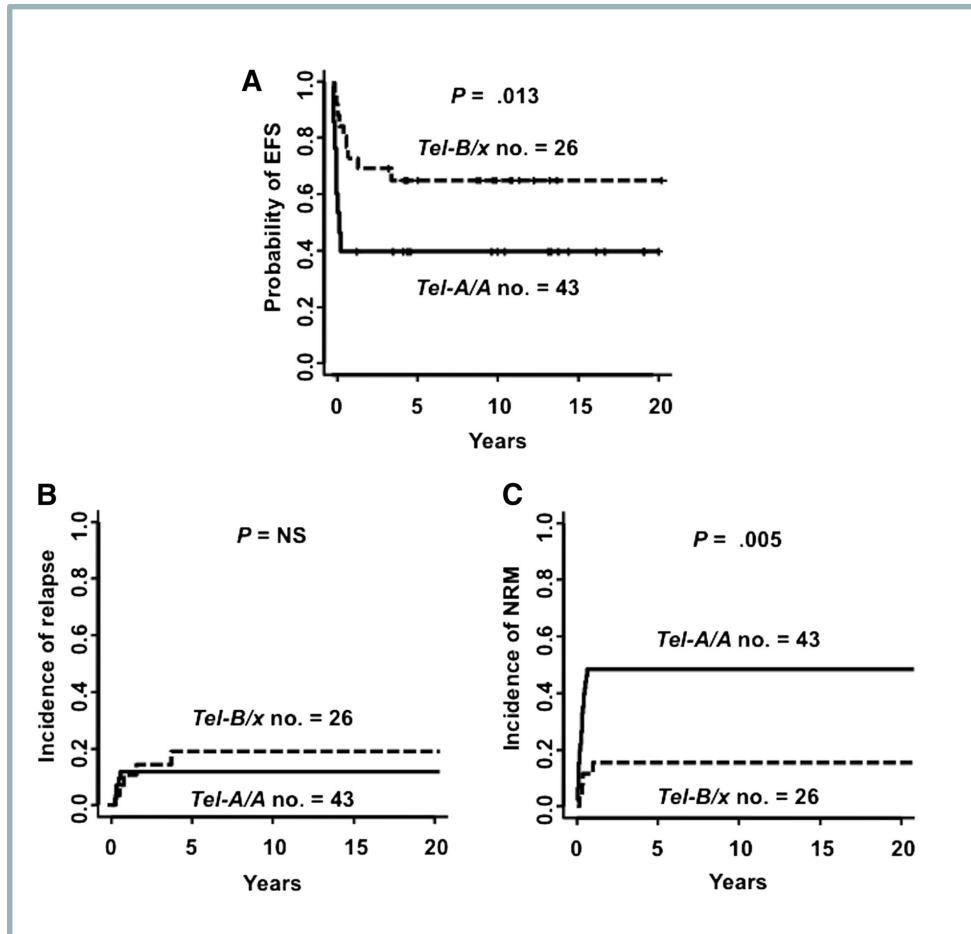 A
P = .013
Tel-B/x no. = 26
Tel-A/A no. = 43
Probability of EFS
1.0
0.8
0.6
0.4
0.2
0.0
0 5 10 15 20
Years
B
P = NS
Tel-B/x no. = 26
Tel-A/A no. = 43
Incidence of relapse
1.0
0.8
0.6
0.4
0.2
0.0
0 5 10 15 20
Years
C
P = .005
Tel-A/A no. = 43
Tel-B/x no. = 26
Incidence of NRM
1.0
0.8
0.6
0.4
0.2
0.0
0 5 10 15 20
Years